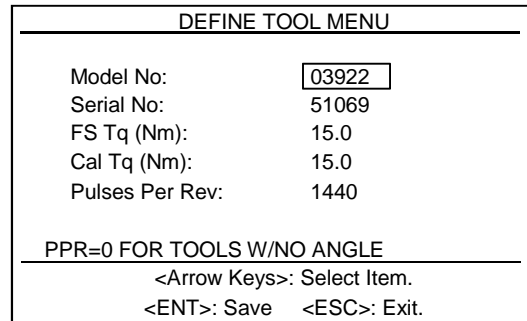 DEFINE TOOL MENU
Model No: 03922
Serial No: 51069
FS Tq (Nm): 15.0
Cal Tq (Nm): 15.0
Pulses Per Rev: 1440
PPR=0 FOR TOOLS W/NO ANGLE
<Arrow Keys>: Select Item.
<ENT>: Save <ESC>: Exit.